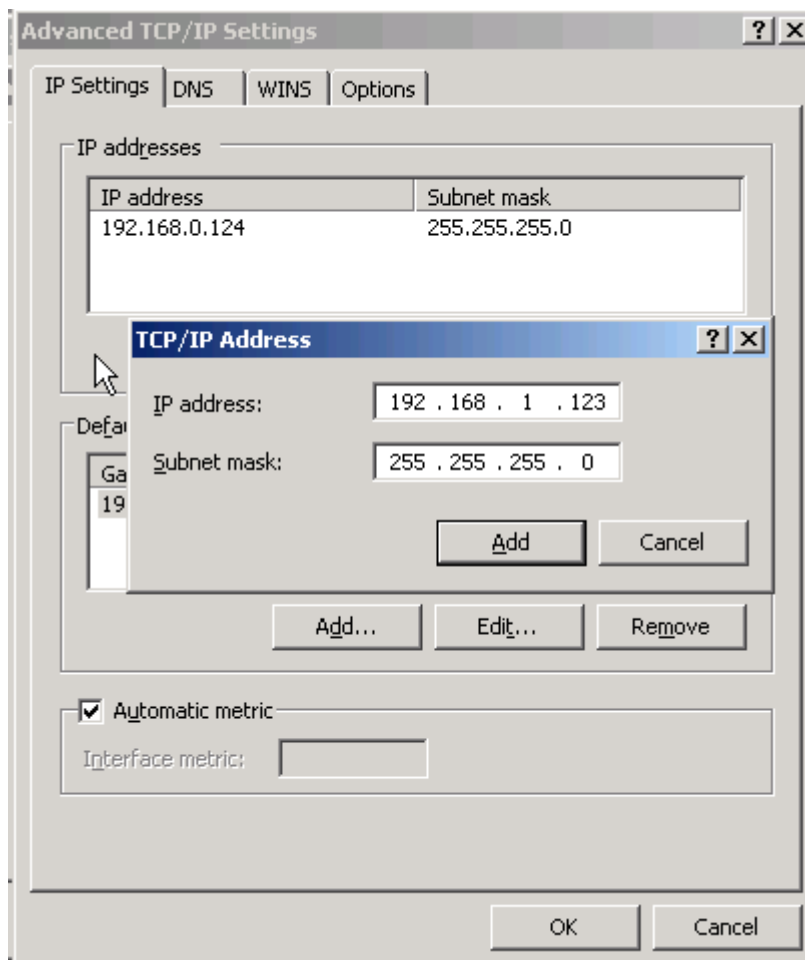 Advanced TCP/IP Settings
IP Settings DNS WINS Options
IP addresses
IP address Subnet mask
192.168.0.124 255.255.255.0
TCP/IP Address
IP address: 192 . 168 . 1 . 123
Subnet mask: 255 . 255 . 255 . 0
Add Cancel
Add... Edit... Remove
Automatic metric
Interface metric:
OK Cancel